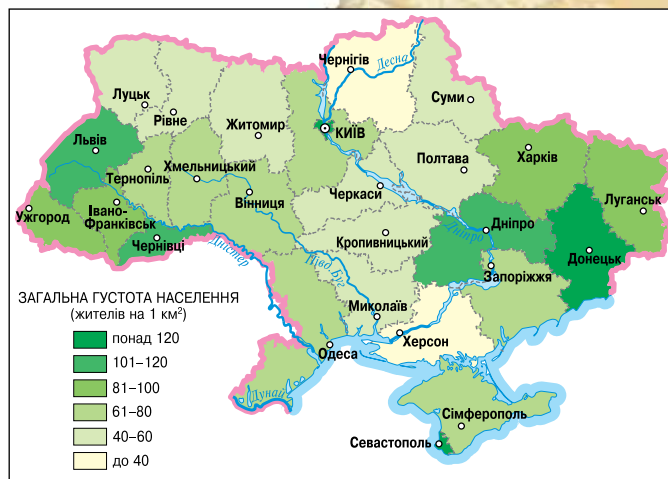 Чернігів
Десна
Суми
Луцьк
Рівне
Житомир
КИЇВ
Львів
Полтава
Харків
Тернопіль
Хмельницький
Черкаси
Вінниця
Луганськ
Ужгород
Івано-
Франківськ
Чернівці
Дністер
Півд. Буг
Кропивницький
Дніпро
Дніпро
Запоріжжя
Донецьк
ЗАГАЛЬНА ГУСТОТА НАСЕЛЕННЯ
(жителів на 1 км²)
понад 120
101–120
81–100
61–80
40–60
до 40
Миколаїв
Херсон
Одеса
Дунай
Сімферополь
Севастополь